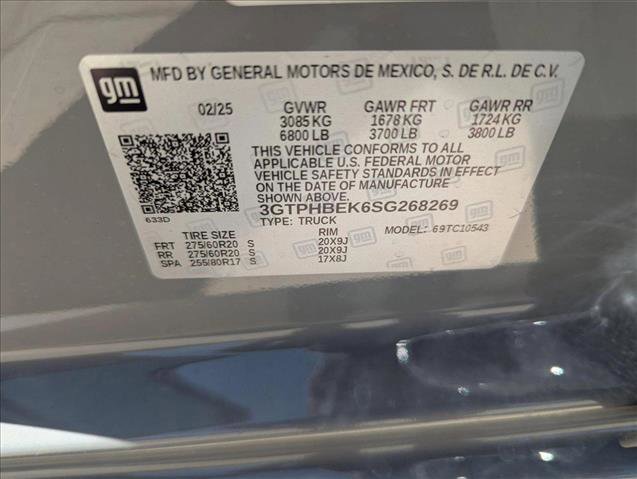 gm
MFD BY GENERAL MOTORS DE MEXICO, S. DE R.L. DE C.V.
02/25 GVWR GAWR FRT GAWR RR
3085 KG 1678 KG 1724 KG
6800 LB 3700 LB 3800 LB
THIS VEHICLE CONFORMS TO ALL
APPLICABLE U.S. FEDERAL MOTOR
VEHICLE SAFETY STANDARDS IN EFFECT
ON THE DATE OF MANUFACTURE SHOWN ABOVE.
3GTPHBEK6SG268269
633D TYPE: TRUCK MODEL: 69TC10543
TIRE SIZE RIM
FRT 275/60R20 S 20X9J
RR 275/60R20 S 20X9J
SPA 255/80R17 S 17X8J